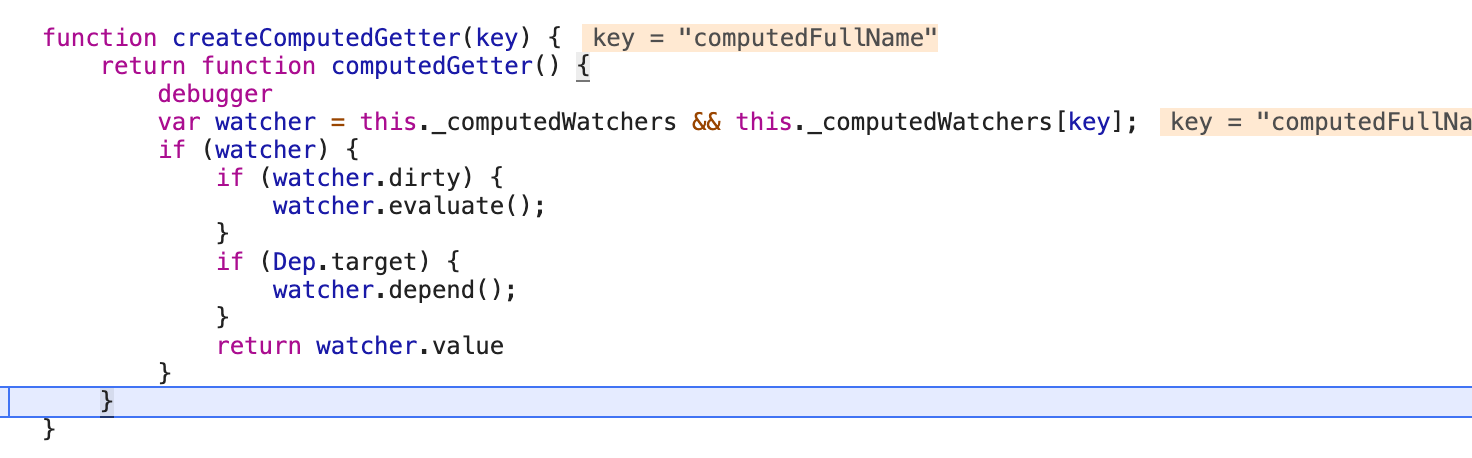 function createComputedGetter(key) { key = "computedFullName"
return function computedGetter() {
debugger
var watcher = this._computedWatchers && this._computedWatchers[key]; key = "computedFullNa
if (watcher) {
if (watcher.dirty) {
watcher.evaluate();
}
if (Dep.target) {
watcher.depend();
}
return watcher.value
}
}
}